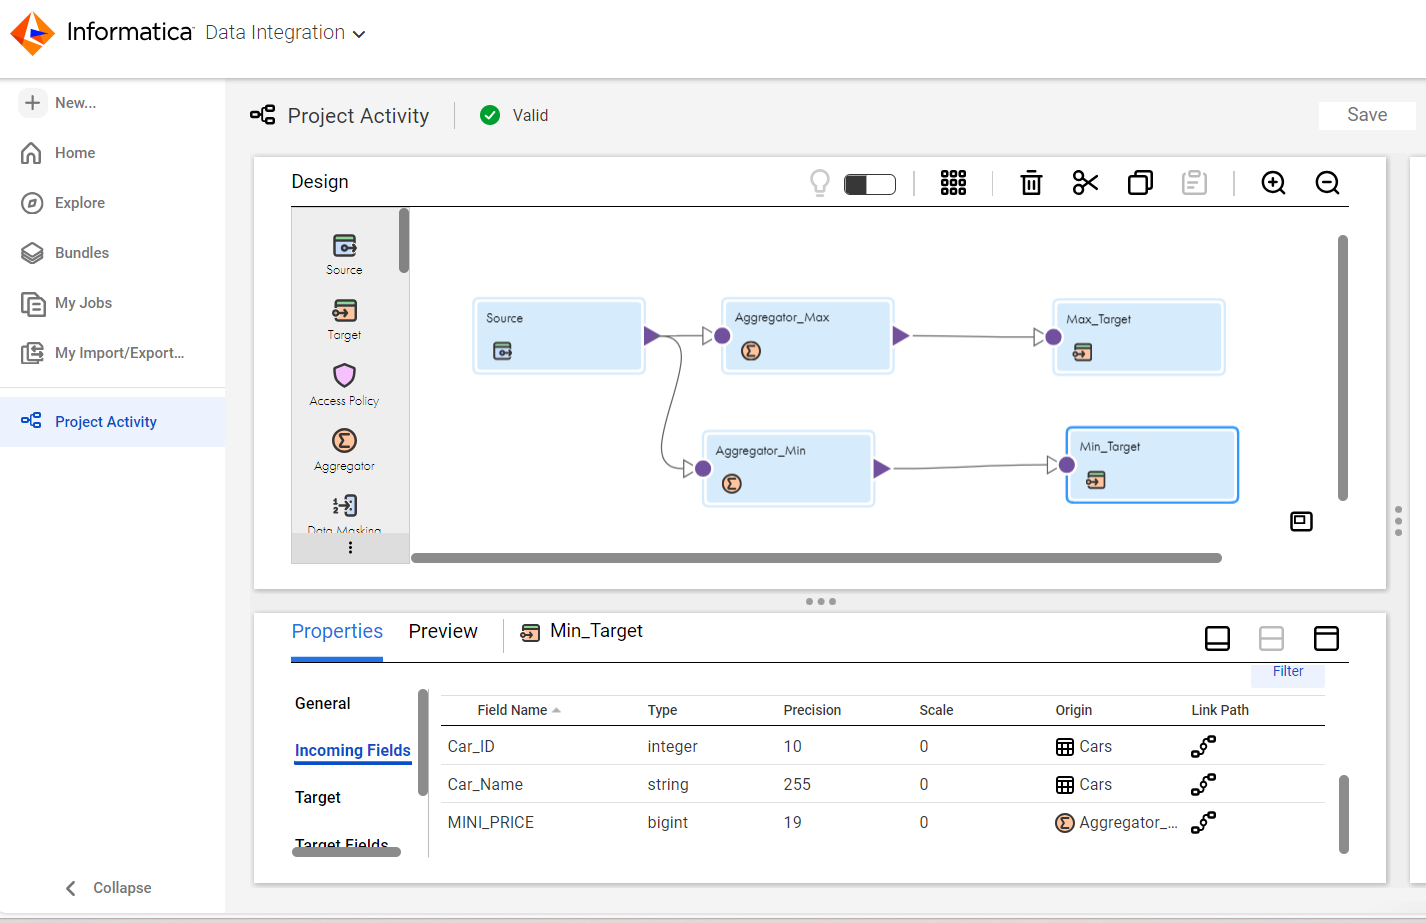 Informatica Data Integration
New...
Home
Explore
Bundles
My Jobs
My Import/Export...
Project Activity
Collapse
Project Activity
Valid
Save
Design
Source
Target
Access Policy
Aggregator
Data Masking
Source
Aggregator_Max
Max_Target
Aggregator_Min
Min_Target
Properties Preview Min_Target
Filter
General
Incoming Fields
Target
Target Fields
Field Name Type Precision Scale Origin Link Path
Car_ID integer 10 0 Cars
Car_Name string 255 0 Cars
MINI_PRICE bigint 19 0 Aggregator_...